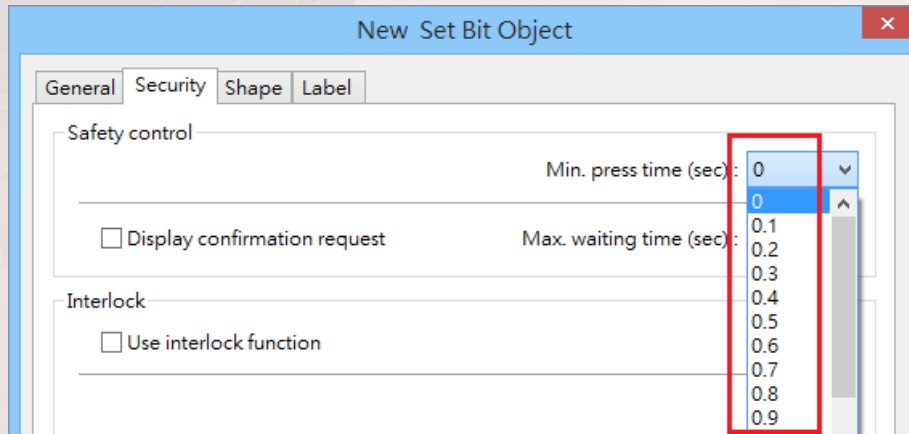 New Set Bit Object
General Security Shape Label
Safety control
Min. press time (sec) : 0
0
0.1
Display confirmation request Max. waiting time (sec) :
0.2
0.3
Interlock
0.4
0.5
Use interlock function
0.6
0.7
0.8
0.9